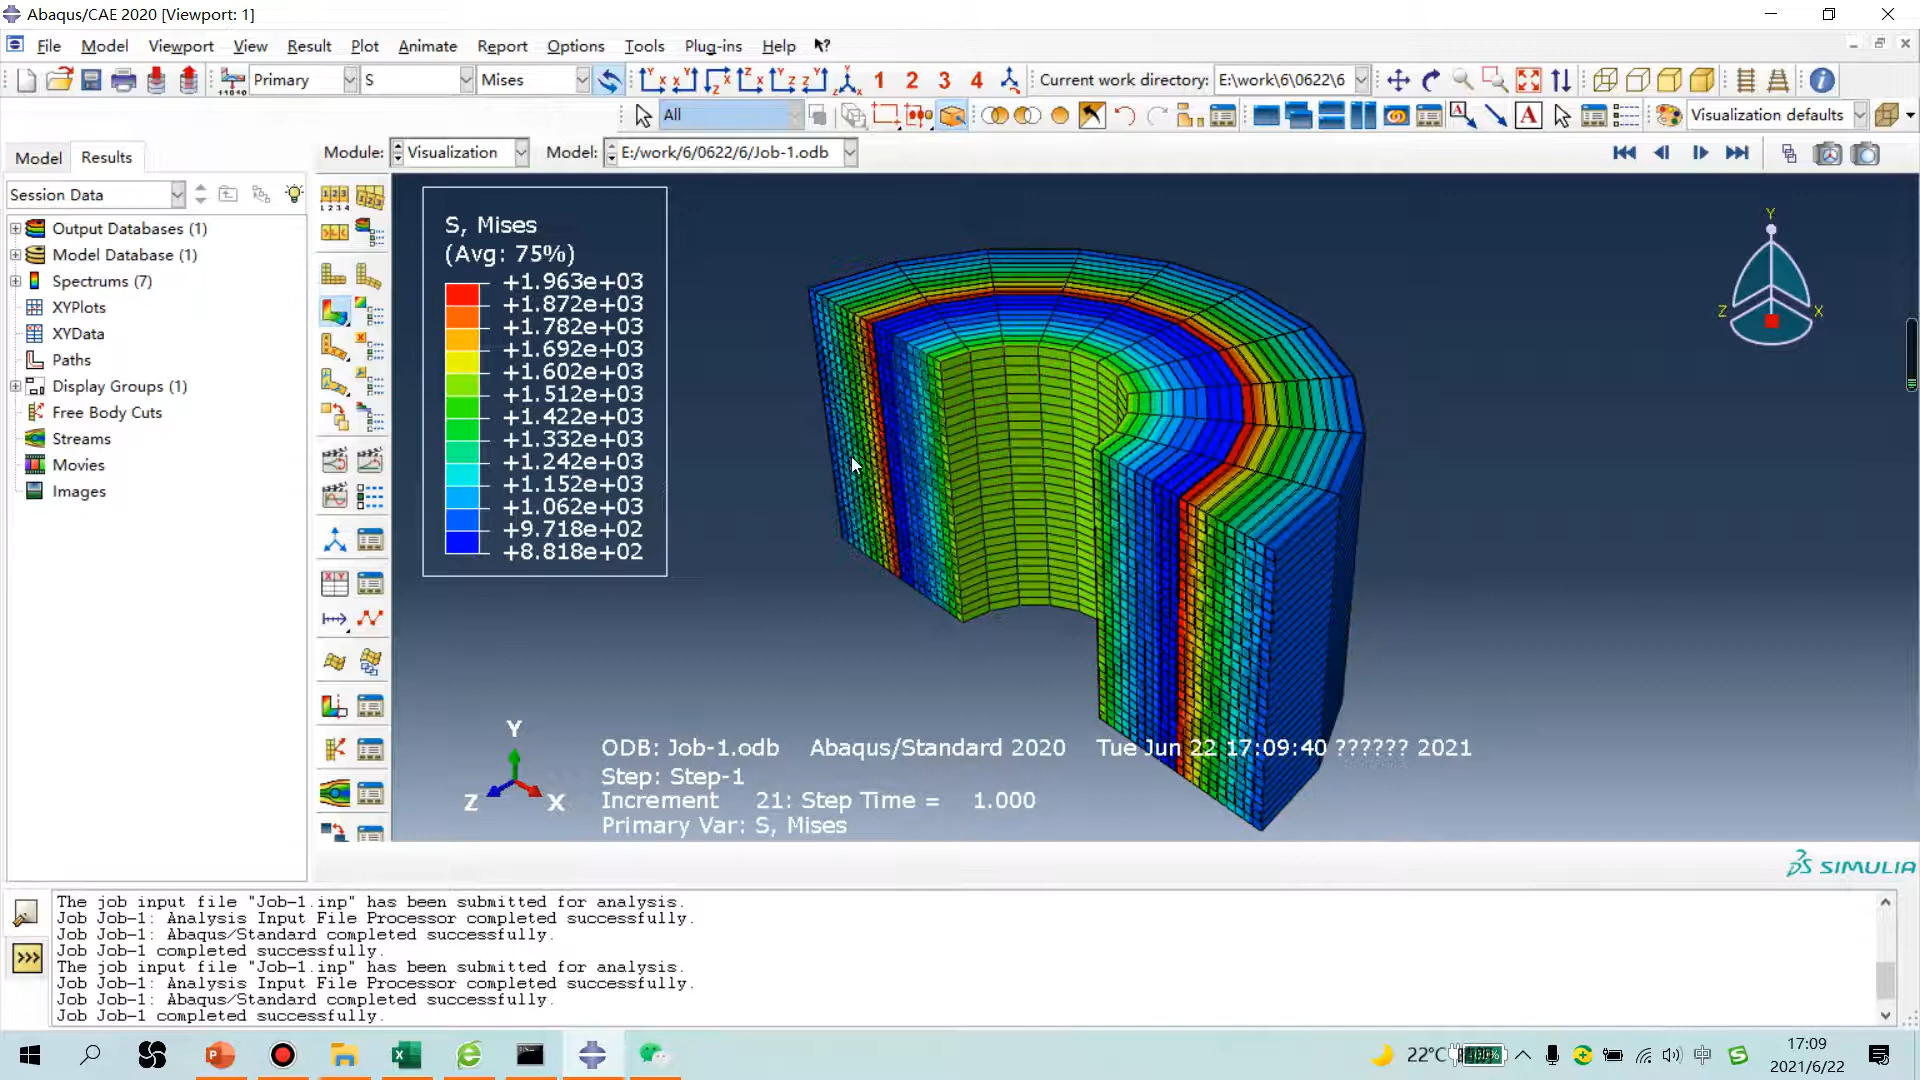 Abaqus/CAE 2020 [Viewport: 1]
File Model Viewport View Result Plot Animate Report Options Tools Plug-ins Help
Primary S Mises 1 2 3 4 Current work directory: E:\work\6\0622\6
All Visualization defaults
Model Results Module: Visualization Model: E:/work/6/0622/6/Job-1.odb
Session Data
Output Databases (1)
Model Database (1)
Spectrums (7)
XYPlots
XYData
Paths
Display Groups (1)
Free Body Cuts
Streams
Movies
Images
S, Mises
(Avg: 75%)
+1.963e+03
+1.872e+03
+1.782e+03
+1.692e+03
+1.602e+03
+1.512e+03
+1.422e+03
+1.332e+03
+1.242e+03
+1.152e+03
+1.062e+03
+9.718e+02
+8.818e+02
Y
Z X
Y
Z X
ODB: Job-1.odb Abaqus/Standard 2020 Tue Jun 22 17:09:40 ?????? 2021
Step: Step-1
Increment 21: Step Time = 1.000
Primary Var: S, Mises
SIMULIA
The job input file "Job-1.inp" has been submitted for analysis.
Job Job-1: Analysis Input File Processor completed successfully.
Job Job-1: Abaqus/Standard completed successfully.
Job Job-1 completed successfully.
The job input file "Job-1.inp" has been submitted for analysis.
Job Job-1: Analysis Input File Processor completed successfully.
Job Job-1: Abaqus/Standard completed successfully.
Job Job-1 completed successfully.
>>>
22°C 中 17:09
2021/6/22